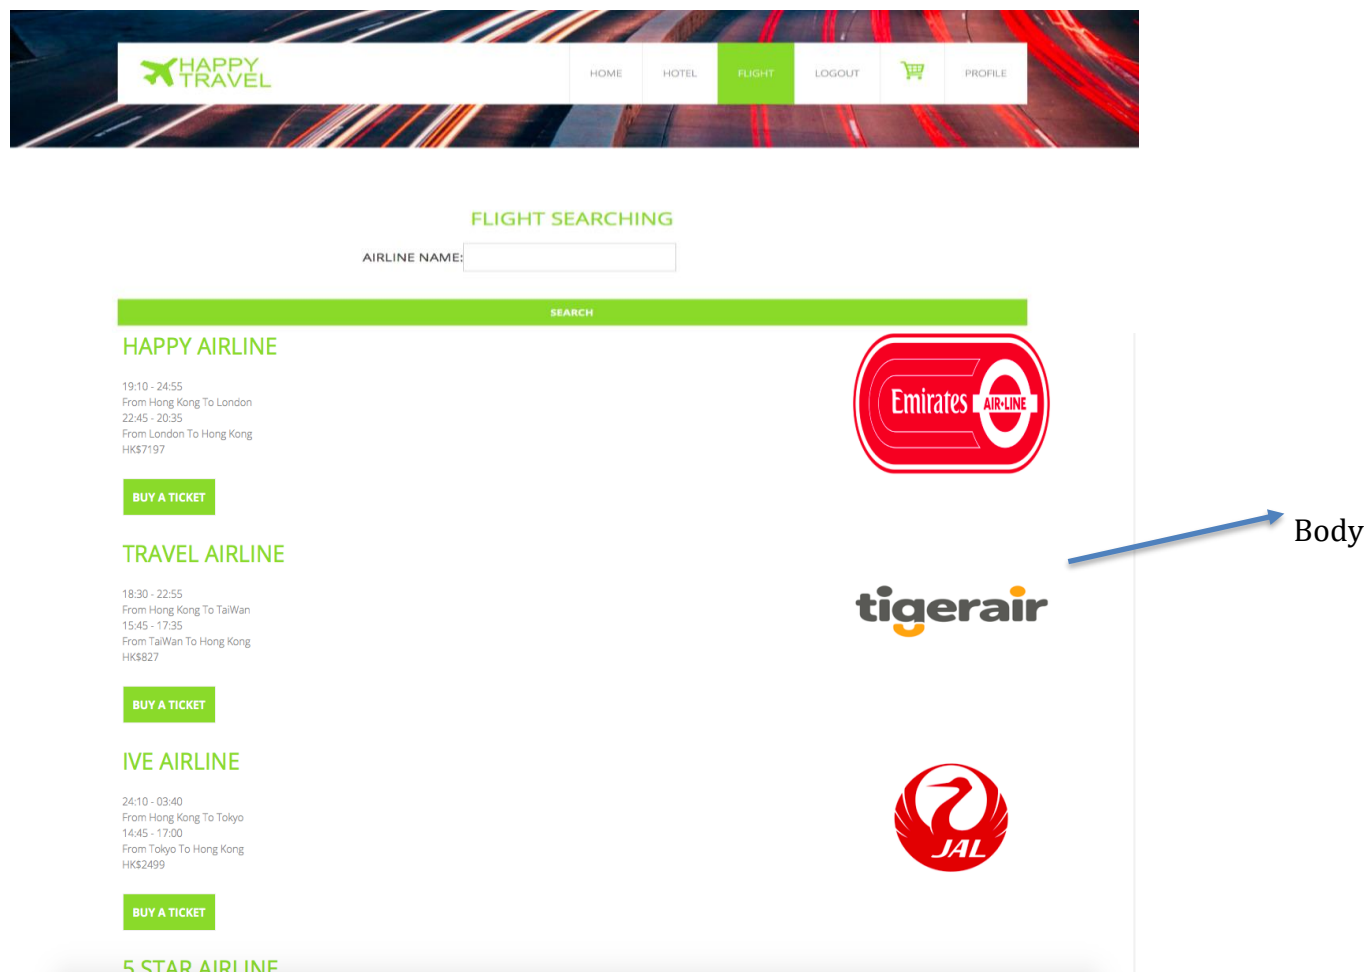 HAPPY
TRAVEL
HOME HOTEL FLIGHT LOGOUT PROFILE
FLIGHT SEARCHING
AIRLINE NAME:
SEARCH
HAPPY AIRLINE
19:10 - 24:55
From Hong Kong To London
22:45 - 20:35
From London To Hong Kong
HK$7197
BUY A TICKET
Emirates AIR•LINE
TRAVEL AIRLINE
18:30 - 22:55
From Hong Kong To TaiWan
15:45 - 17:35
From TaiWan To Hong Kong
HK$827
BUY A TICKET
tigerair
Body
IVE AIRLINE
24:10 - 03:40
From Hong Kong To Tokyo
14:45 - 17:00
From Tokyo To Hong Kong
HK$2499
BUY A TICKET
JAL
5 STAR AIRLINE